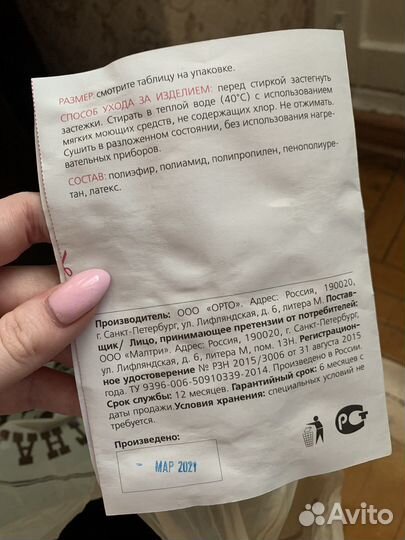 РАЗМЕР смотрите таблицу на упаковке.
СПОСОБ УХОДА ЗА ИЗДЕЛИЕМ: перед стиркой застегнуть
застежки. Стирать в теплой воде (40°С) с использованием
мягких моющих средств, не содержащих хлор. Не отжимать.
Сушить в разложенном состоянии, без использования нагре-
вательных приборов.
СОСТАВ: полиэфир, полиамид, полипропилен, пенополиуре-
тан, латекс.
Производитель: ООО «ОРТО». Адрес: Россия, 190020,
г. Санкт-Петербург, ул. Лифляндская, д. 6, литера М. Постав-
щик/ Лицо, принимающее претензии от потребителей:
ООО «Малтри». Адрес: Россия, 190020, г. Санкт-Петербург,
ул. Лифляндская, д. 6, литера М, пом. 13Н. Регистрацион-
ное удостоверение № РЗН 2015/3006 от 31 августа 2015
года. ТУ 9396-006-50910339-2014. Произведено в России.
Срок службы: 12 месяцев. Гарантийный срок: 6 месяцев с
даты продажи. Условия хранения: специальных условий не
требуется.
Произведено:
- МАР 2021
РСТ
Avito